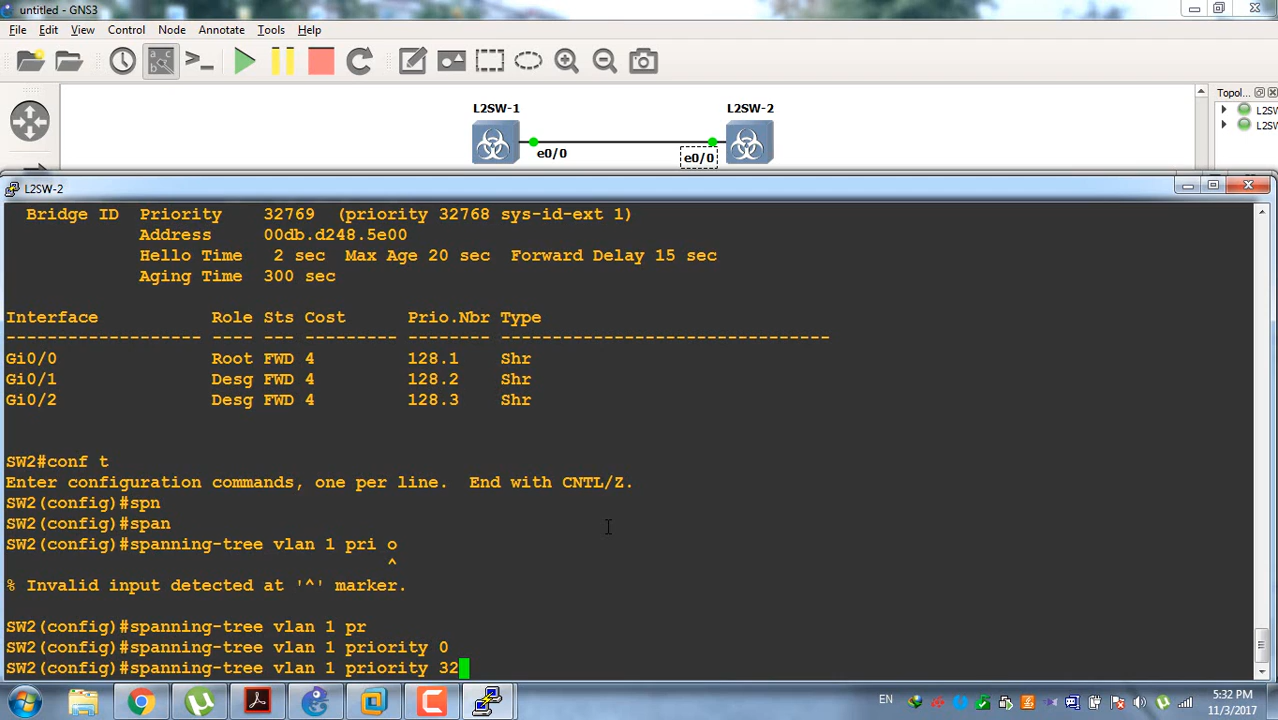 untitled - GNS3
File Edit View Control Node Annotate Tools Help
L2SW-1
L2SW-2
e0/0
e0/0
Topol...
L2SW
L2SW
L2SW-2
Bridge ID Priority 32769 (priority 32768 sys-id-ext 1)
Address 00db.d248.5e00
Hello Time 2 sec Max Age 20 sec Forward Delay 15 sec
Aging Time 300 sec
Interface Role Sts Cost Prio.Nbr Type
------------------- ---- --- --------- -------- --------------------------------
Gi0/0 Root FWD 4 128.1 Shr
Gi0/1 Desg FWD 4 128.2 Shr
Gi0/2 Desg FWD 4 128.3 Shr
SW2#conf t
Enter configuration commands, one per line. End with CNTL/Z.
SW2(config)#spn
SW2(config)#span
SW2(config)#spanning-tree vlan 1 pri o
^
% Invalid input detected at '^' marker.
SW2(config)#spanning-tree vlan 1 pr
SW2(config)#spanning-tree vlan 1 priority 0
SW2(config)#spanning-tree vlan 1 priority 32
EN
5:32 PM
11/3/2017